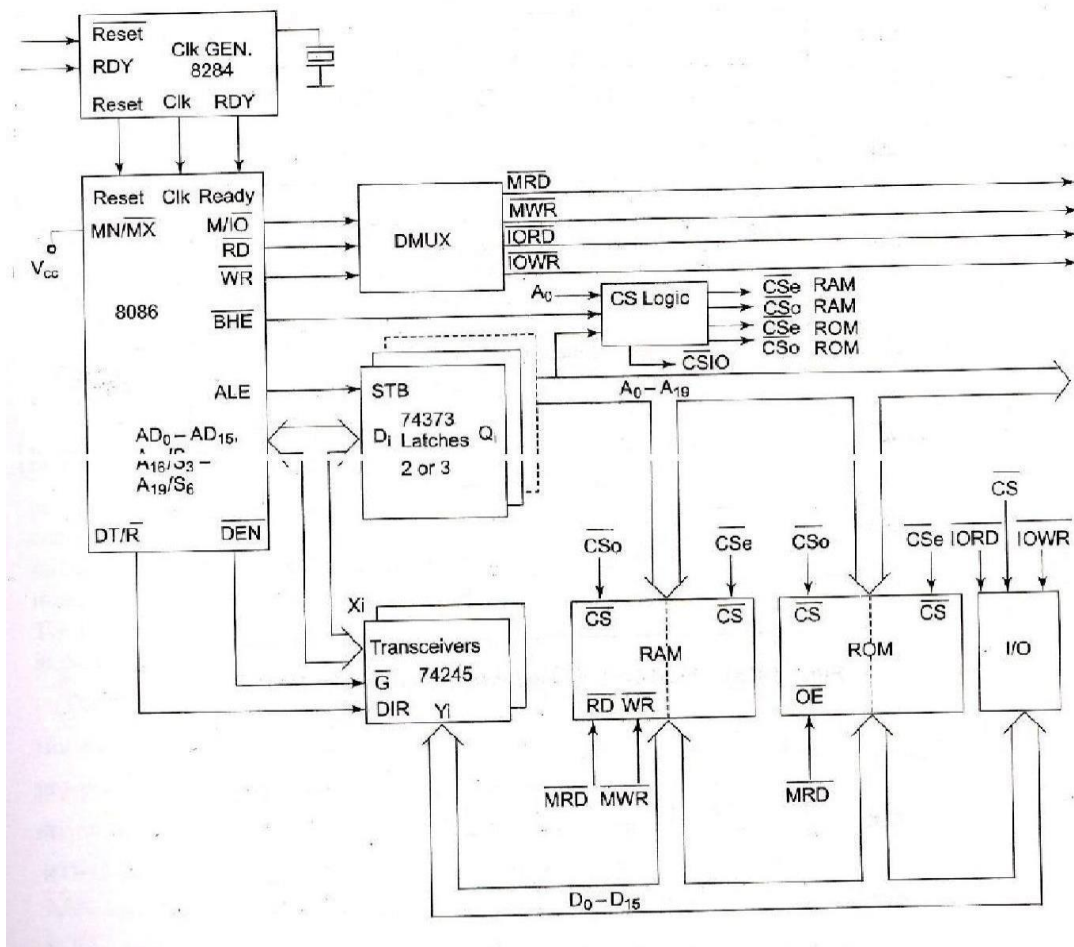 Reset
Clk GEN.
8284
RDY
Reset Clk RDY
Reset Clk Ready
MN/MX
M/IO
RD
WR
Vcc
8086
BHE
ALE
AD0 – AD15,
A19/S6
DT/R
DEN
DMUX
MRD
MWR
IORD
IOWR
A0
CS Logic
CSe RAM
CSo RAM
CSe ROM
CSo ROM
CSIO
STB
74373
Di Latches Qi
2 or 3
A0 – A19
Xi
Transceivers
74245
G
DIR Yi
CSo
CSe
CS
CS
RAM
RD WR
MRD MWR
CSo
CSe
CS
CS
ROM
OE
MRD
IORD
CS
IOWR
I/O
D0 – D15